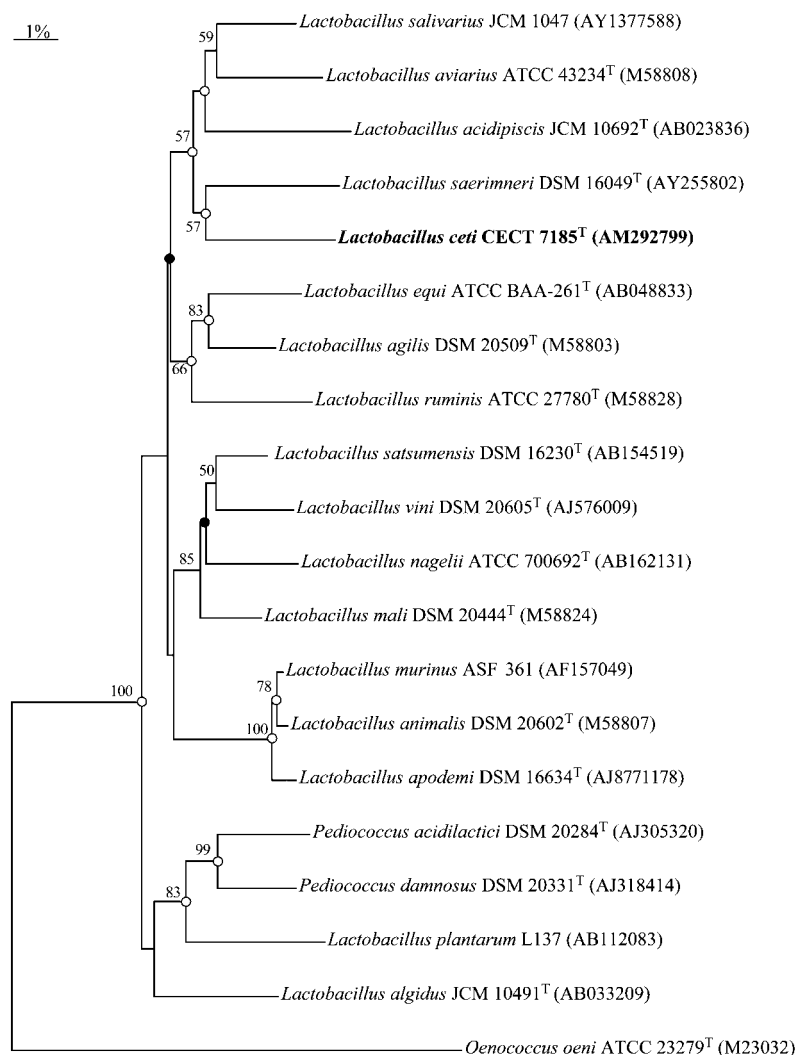 1%
59
Lactobacillus salivarius JCM 1047 (AY1377588)
Lactobacillus aviarius ATCC 43234ᵀ (M58808)
Lactobacillus acidipiscis JCM 10692ᵀ (AB023836)
57
Lactobacillus saerimneri DSM 16049ᵀ (AY255802)
57
Lactobacillus ceti CECT 7185ᵀ (AM292799)
Lactobacillus equi ATCC BAA-261ᵀ (AB048833)
83
Lactobacillus agilis DSM 20509ᵀ (M58803)
66
Lactobacillus ruminis ATCC 27780ᵀ (M58828)
Lactobacillus satsumensis DSM 16230ᵀ (AB154519)
50
Lactobacillus vini DSM 20605ᵀ (AJ576009)
Lactobacillus nagelii ATCC 700692ᵀ (AB162131)
85
Lactobacillus mali DSM 20444ᵀ (M58824)
Lactobacillus murinus ASF 361 (AF157049)
78
100
Lactobacillus animalis DSM 20602ᵀ (M58807)
100
Lactobacillus apodemi DSM 16634ᵀ (AJ8771178)
Pediococcus acidilactici DSM 20284ᵀ (AJ305320)
99
Pediococcus damnosus DSM 20331ᵀ (AJ318414)
83
Lactobacillus plantarum L137 (AB112083)
Lactobacillus algidus JCM 10491ᵀ (AB033209)
Oenococcus oeni ATCC 23279ᵀ (M23032)